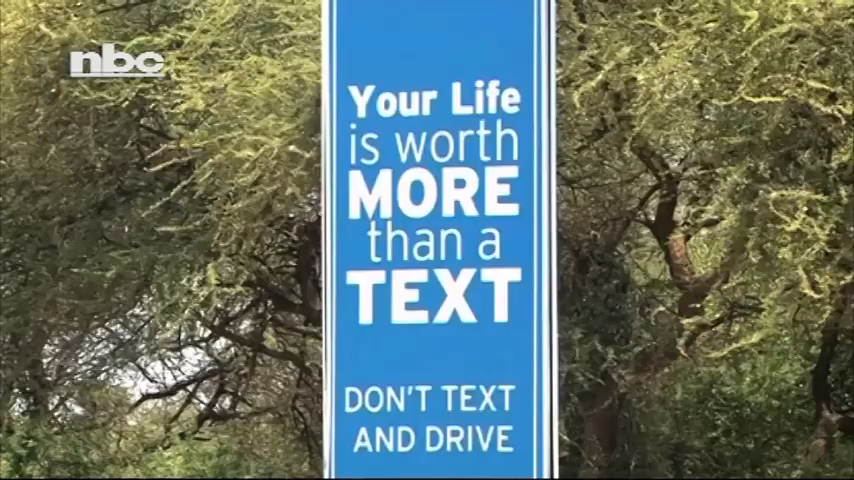 nbc
Your Life
is worth
MORE
than a
TEXT
DON'T TEXT
AND DRIVE